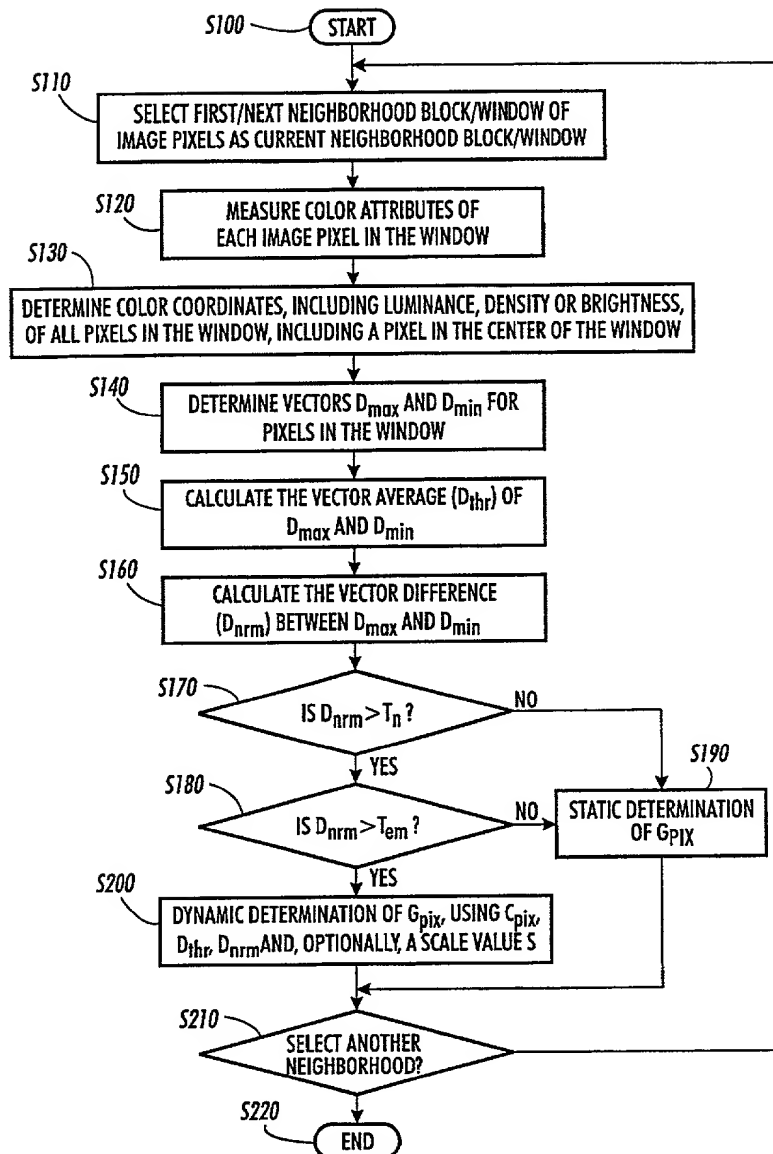 S100
START
S110
SELECT FIRST/NEXT NEIGHBORHOOD BLOCK/WINDOW OF
IMAGE PIXELS AS CURRENT NEIGHBORHOOD BLOCK/WINDOW
S120
MEASURE COLOR ATTRIBUTES OF
EACH IMAGE PIXEL IN THE WINDOW
S130
DETERMINE COLOR COORDINATES, INCLUDING LUMINANCE, DENSITY OR BRIGHTNESS,
OF ALL PIXELS IN THE WINDOW, INCLUDING A PIXEL IN THE CENTER OF THE WINDOW
S140
DETERMINE VECTORS Dmax AND Dmin FOR
PIXELS IN THE WINDOW
S150
CALCULATE THE VECTOR AVERAGE (Dthr) OF
Dmax AND Dmin
S160
CALCULATE THE VECTOR DIFFERENCE
(Dnrm) BETWEEN Dmax AND Dmin
S170
IS Dnrm>Tn ?
NO
YES
S180
IS Dnrm>Tem ?
NO
YES
S190
STATIC DETERMINATION
OF GPIX
S200
DYNAMIC DETERMINATION OF Gpix, USING Cpix,
Dthr, Dnrm AND, OPTIONALLY, A SCALE VALUE S
S210
SELECT ANOTHER
NEIGHBORHOOD?
S220
END